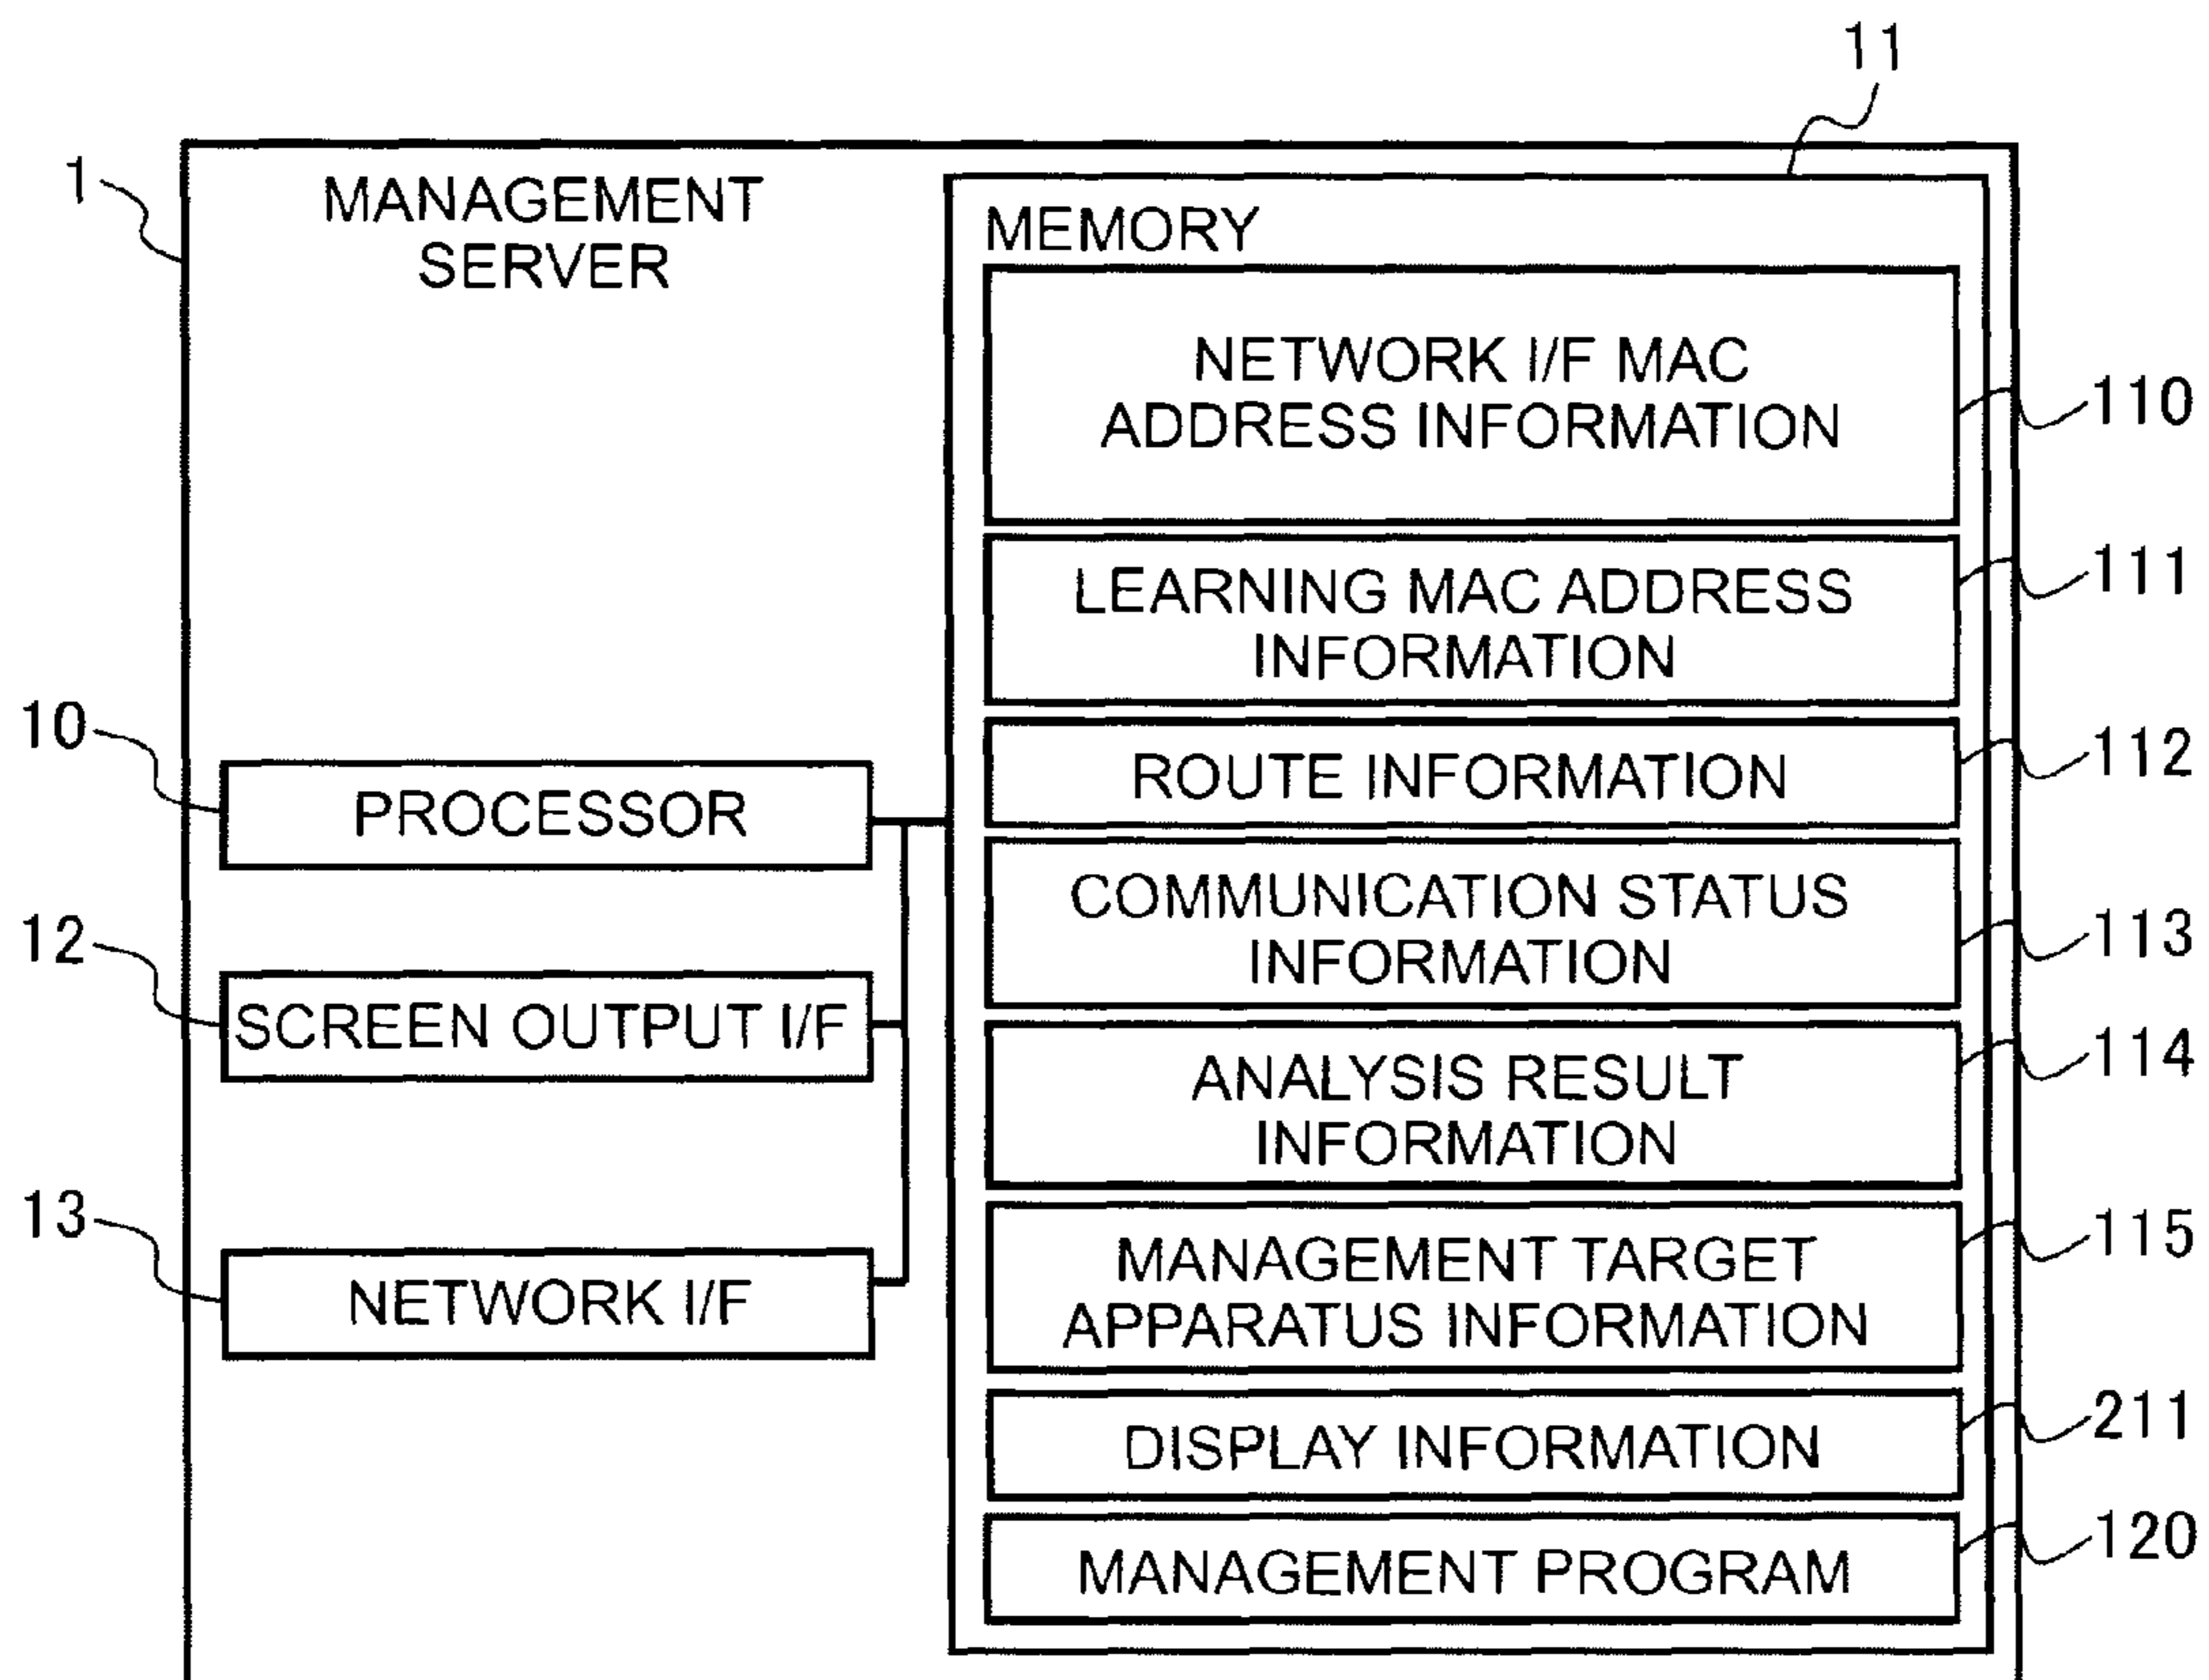 11
1
MANAGEMENT
SERVER
MEMORY
NETWORK I/F MAC
ADDRESS INFORMATION
110
LEARNING MAC ADDRESS
INFORMATION
111
10
PROCESSOR
ROUTE INFORMATION
112
COMMUNICATION STATUS
INFORMATION
113
12
SCREEN OUTPUT I/F
ANALYSIS RESULT
INFORMATION
114
13
NETWORK I/F
MANAGEMENT TARGET
APPARATUS INFORMATION
115
DISPLAY INFORMATION
211
MANAGEMENT PROGRAM
120